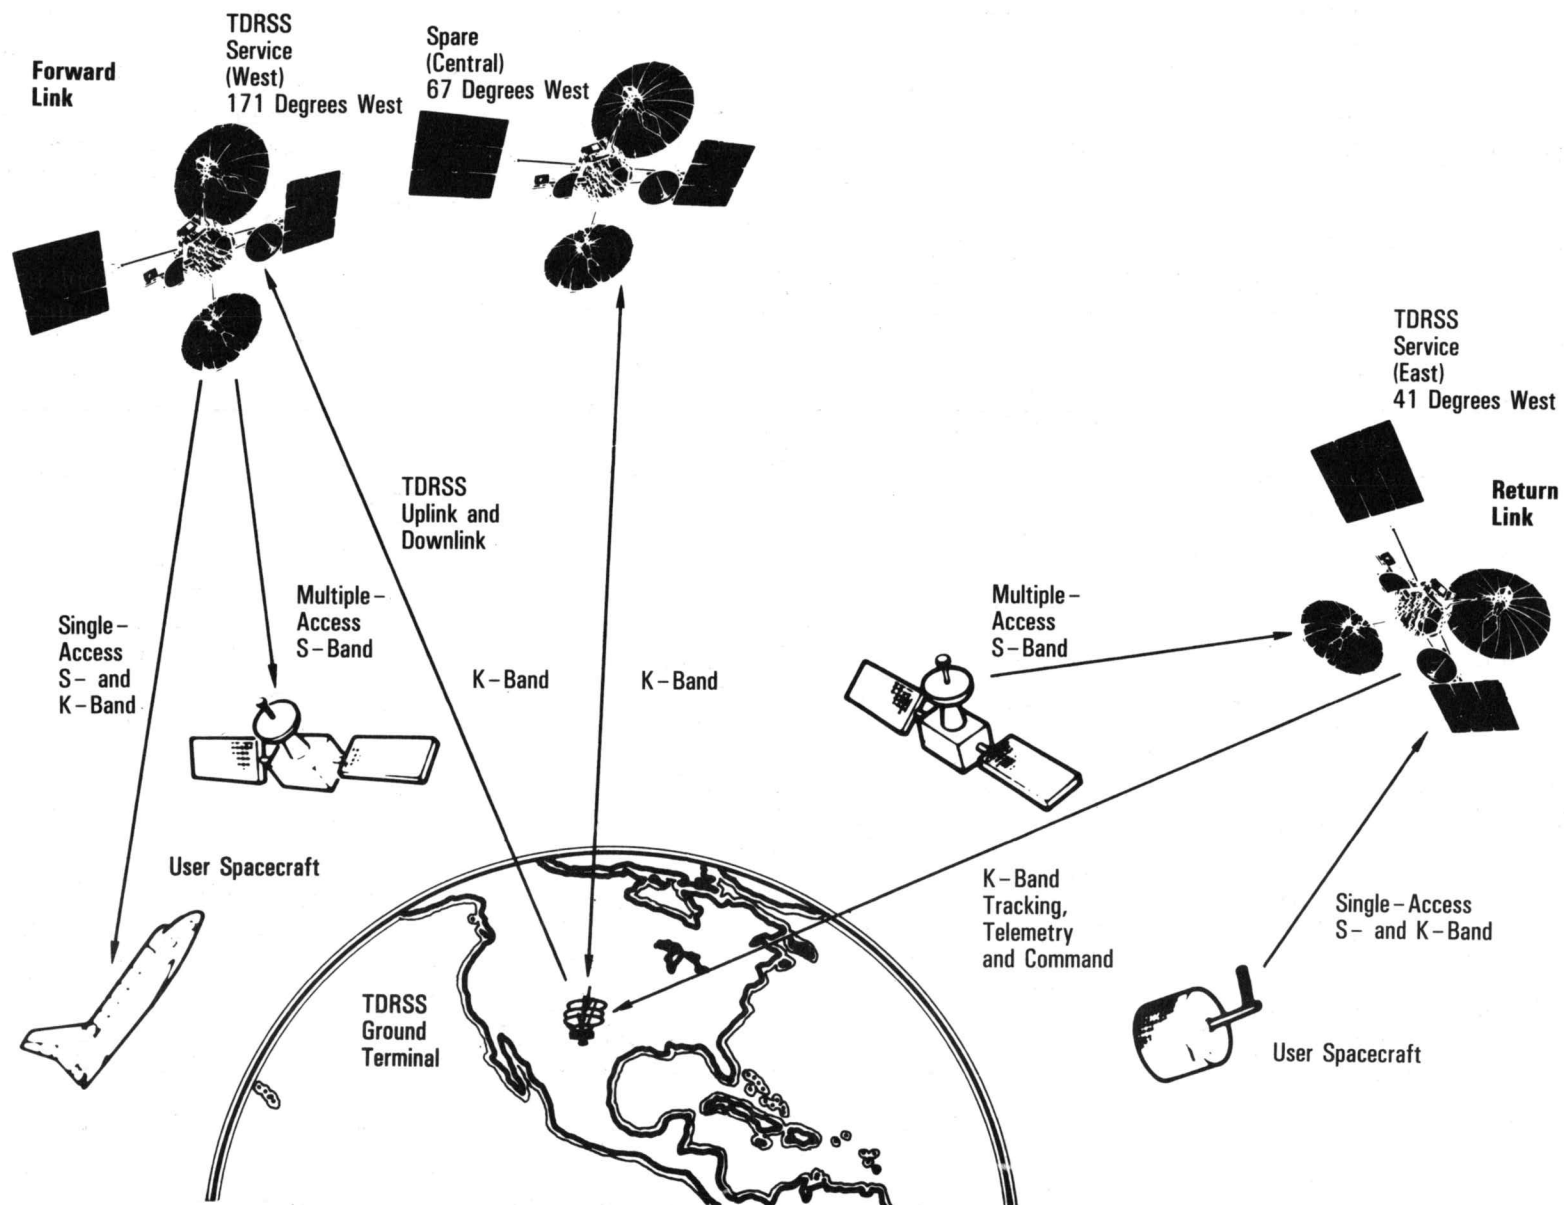 Forward
Link
TDRSS
Service
(West)
171 Degrees West
Spare
(Central)
67 Degrees West
TDRSS
Service
(East)
41 Degrees West
Return
Link
TDRSS
Uplink and
Downlink
Single-
Access
S- and
K-Band
Multiple-
Access
S-Band
K-Band
K-Band
Multiple-
Access
S-Band
User Spacecraft
K-Band
Tracking,
Telemetry
and Command
Single-Access
S- and K-Band
TDRSS
Ground
Terminal
User Spacecraft